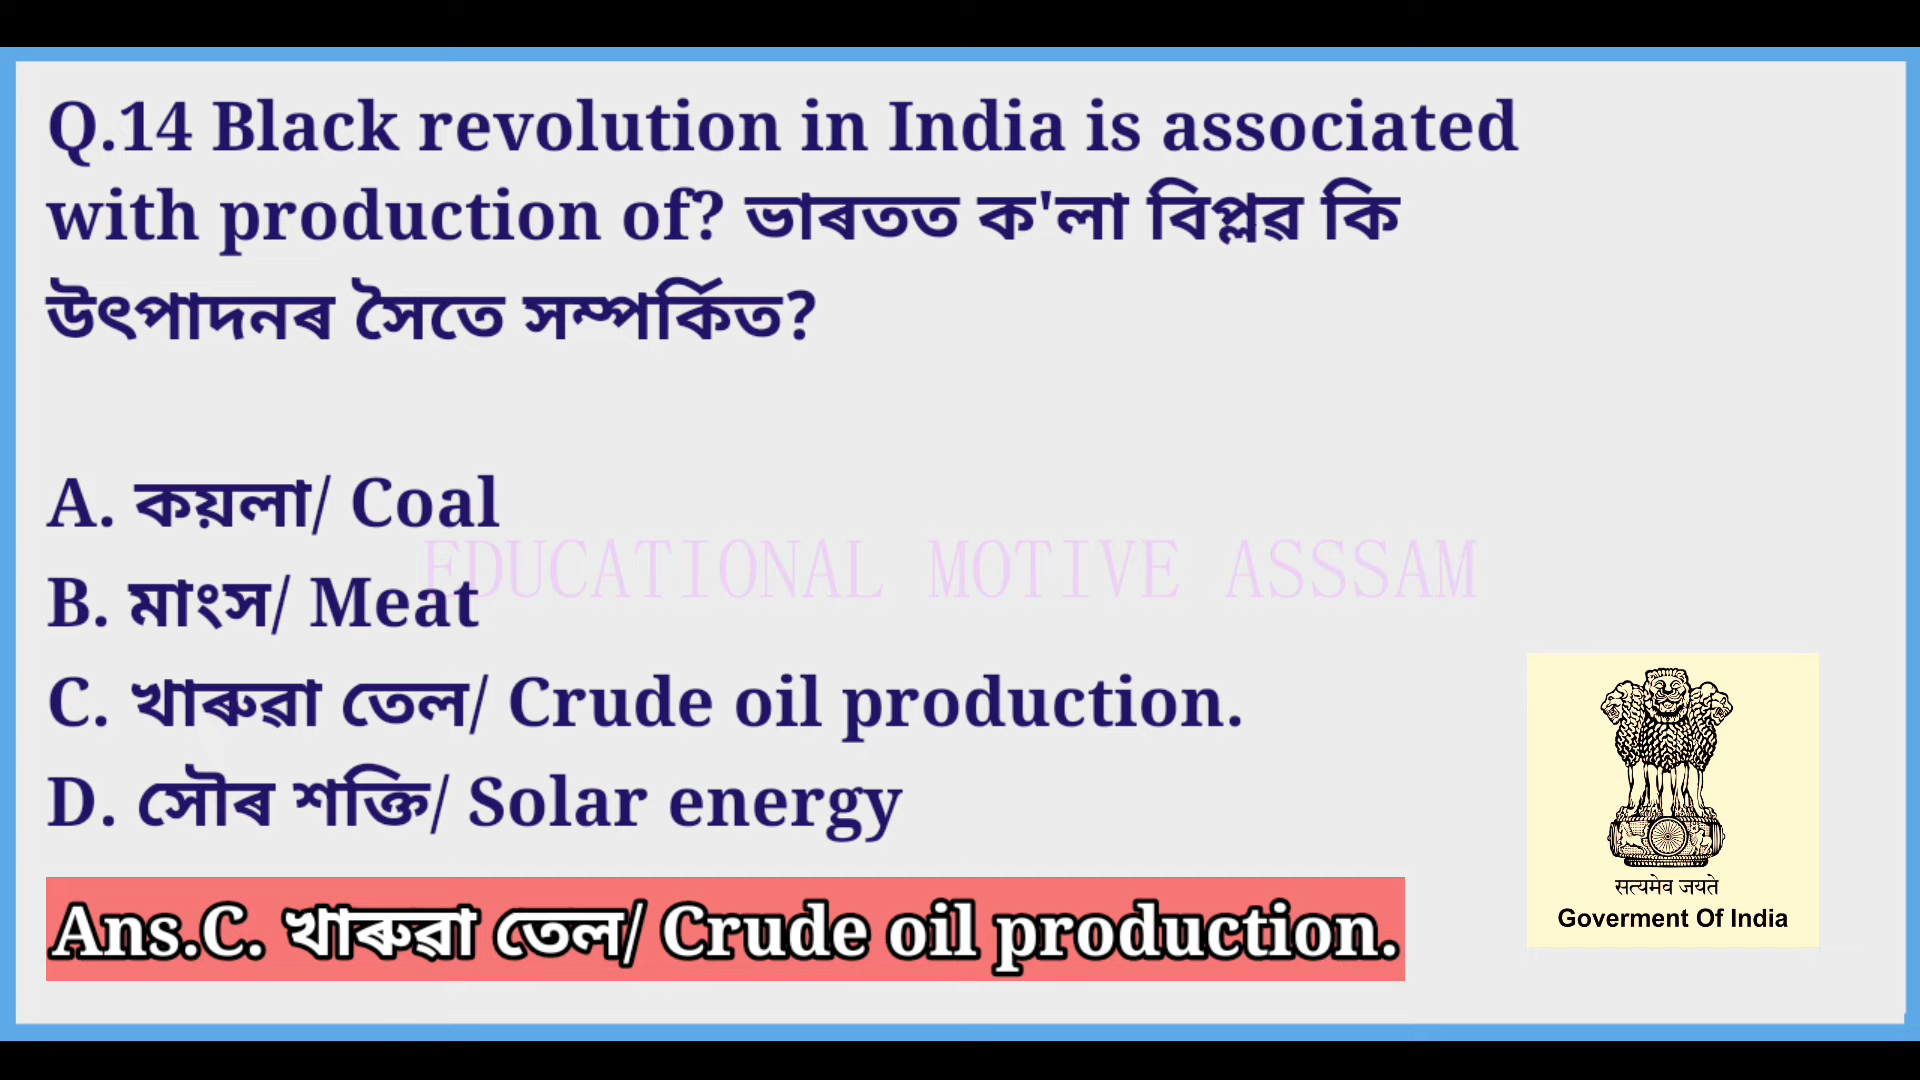 Q.14 Black revolution in India is associated
with production of? ভাৰতত ক'লা বিপ্লৱ কি
উৎপাদনৰ সৈতে সম্পৰ্কিত?
A. কয়লা/ Coal
EDUCATIONAL MOTIVE ASSSAM
B. মাংস/ Meat
C. খাৰুৱা তেল/ Crude oil production.
D. সৌৰ শক্তি/ Solar energy
सत्यमेव जयते
Goverment Of India
Ans.C. খাৰুৱা তেল/ Crude oil production.